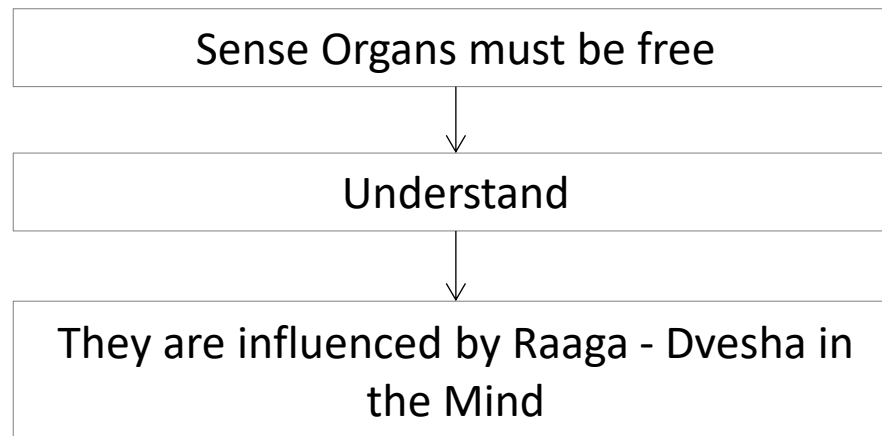 Sense Organs must be free
Understand
They are influenced by Raaga - Dvesha in
the Mind